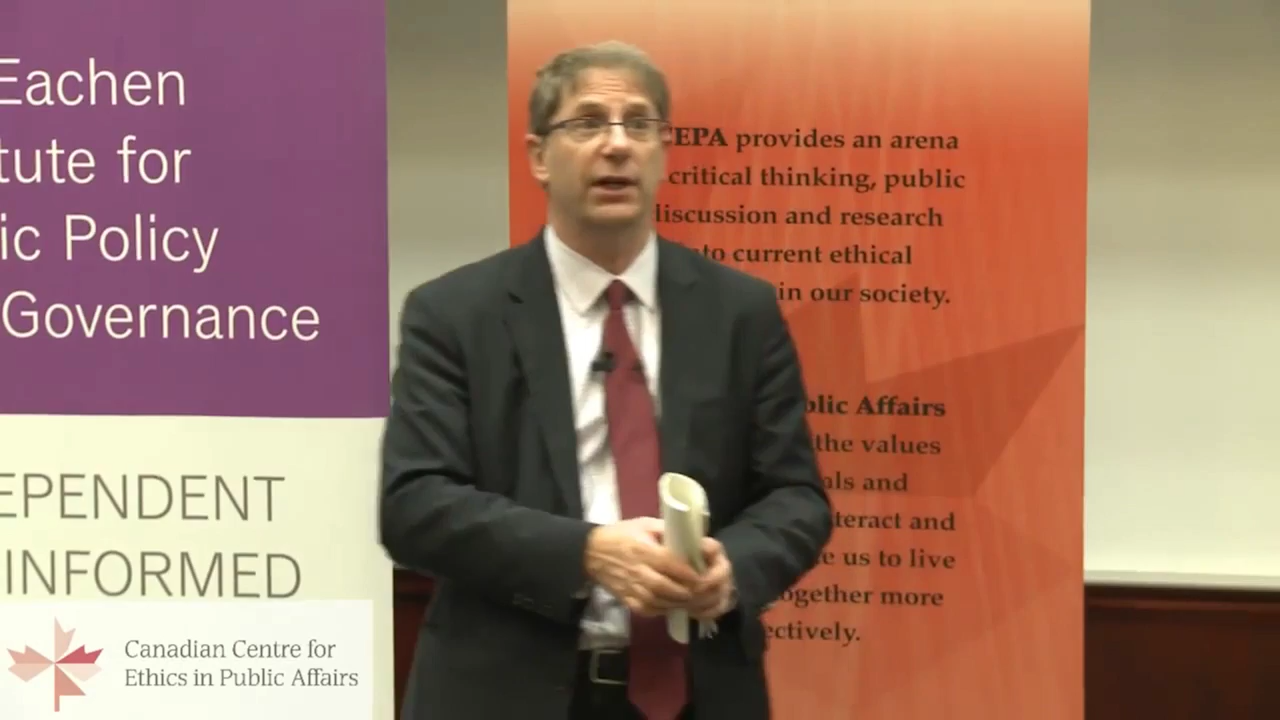 Eachen
tute for
ic Policy
Governance
EPENDENT
INFORMED
Canadian Centre for
Ethics in Public Affairs
EPA provides an arena
critical thinking, public
discussion and research
to current ethical
in our society.
blic Affairs
the values
ols and
teract and
e us to live
ogether more
ectively.